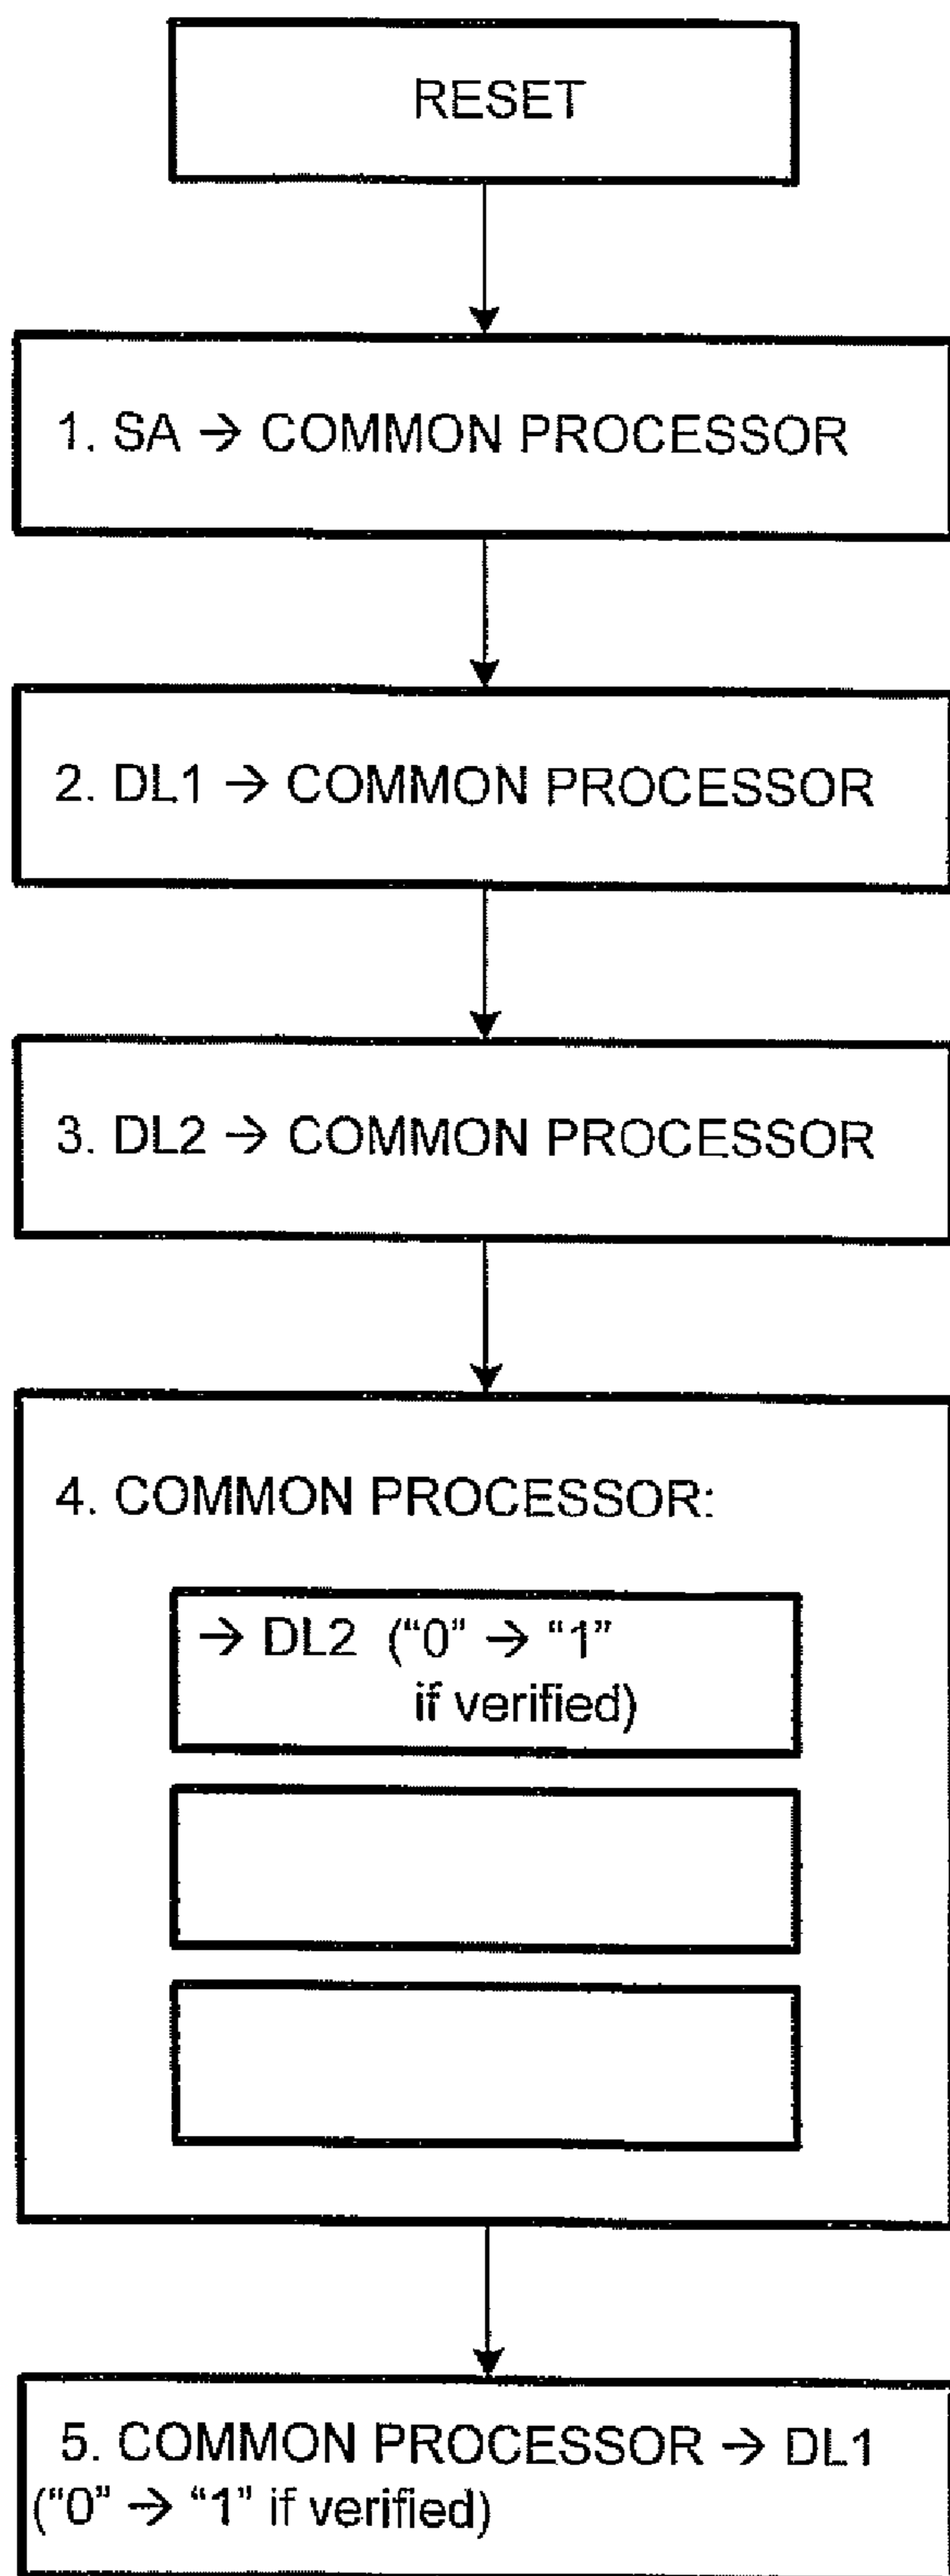 RESET
1. SA → COMMON PROCESSOR
2. DL1 → COMMON PROCESSOR
3. DL2 → COMMON PROCESSOR
4. COMMON PROCESSOR:
→ DL2 (“0” → “1”
if verified)
5. COMMON PROCESSOR → DL1
(“0” → “1” if verified)